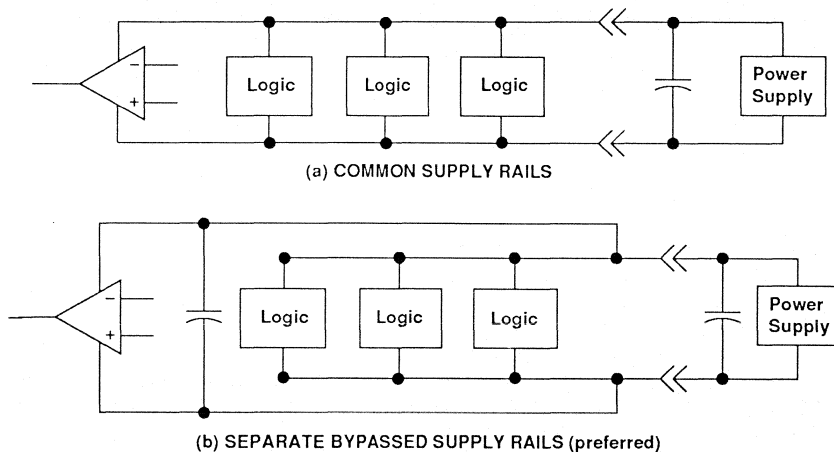 −
+
Logic
Logic
Logic
Power
Supply
(a) COMMON SUPPLY RAILS
−
+
Logic
Logic
Logic
Power
Supply
(b) SEPARATE BYPASSED SUPPLY RAILS (preferred)